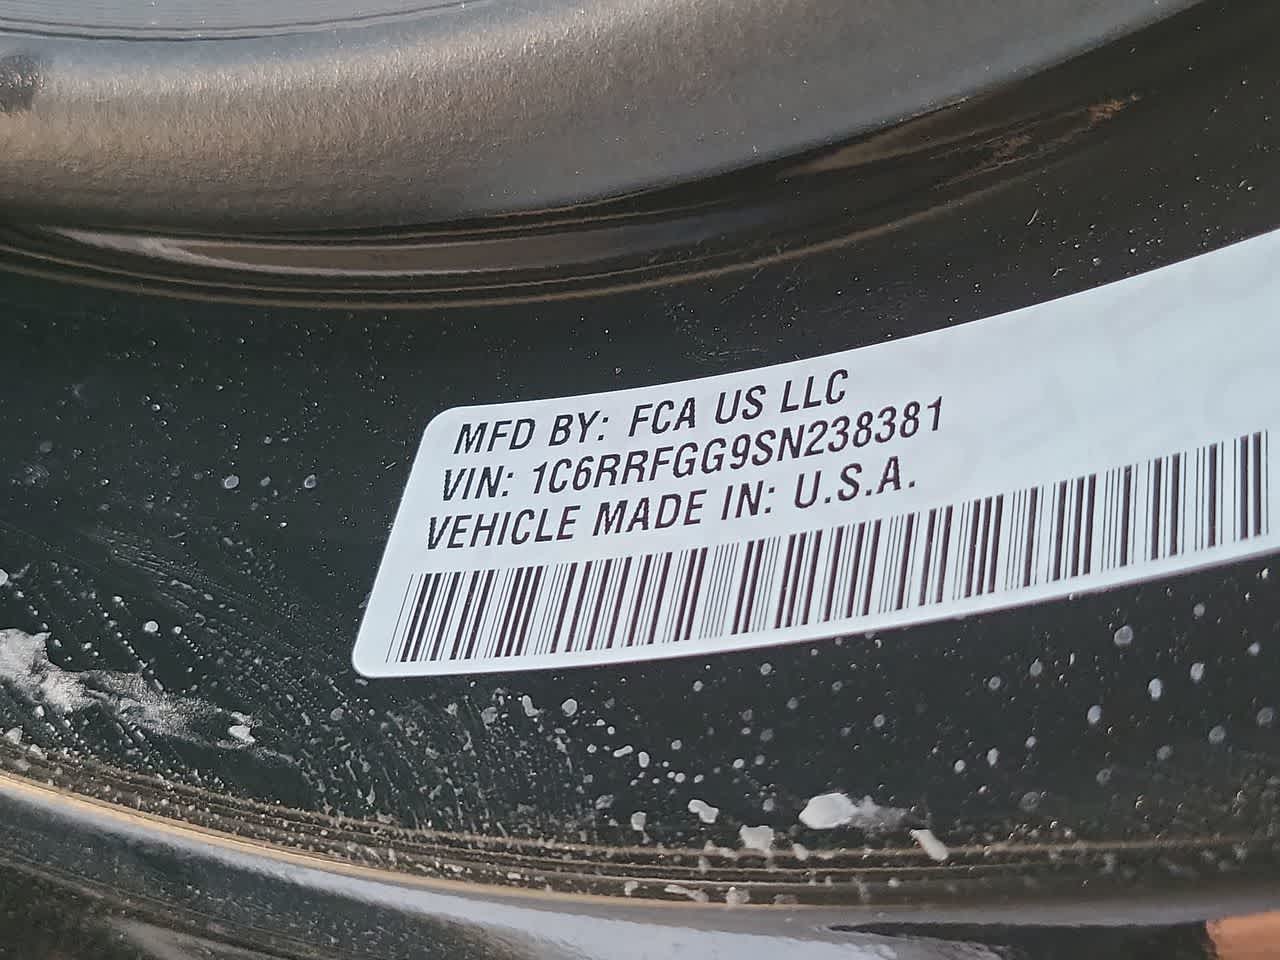 MFD BY: FCA US LLC
VIN: 1C6RRFGG9SN238381
VEHICLE MADE IN: U.S.A.